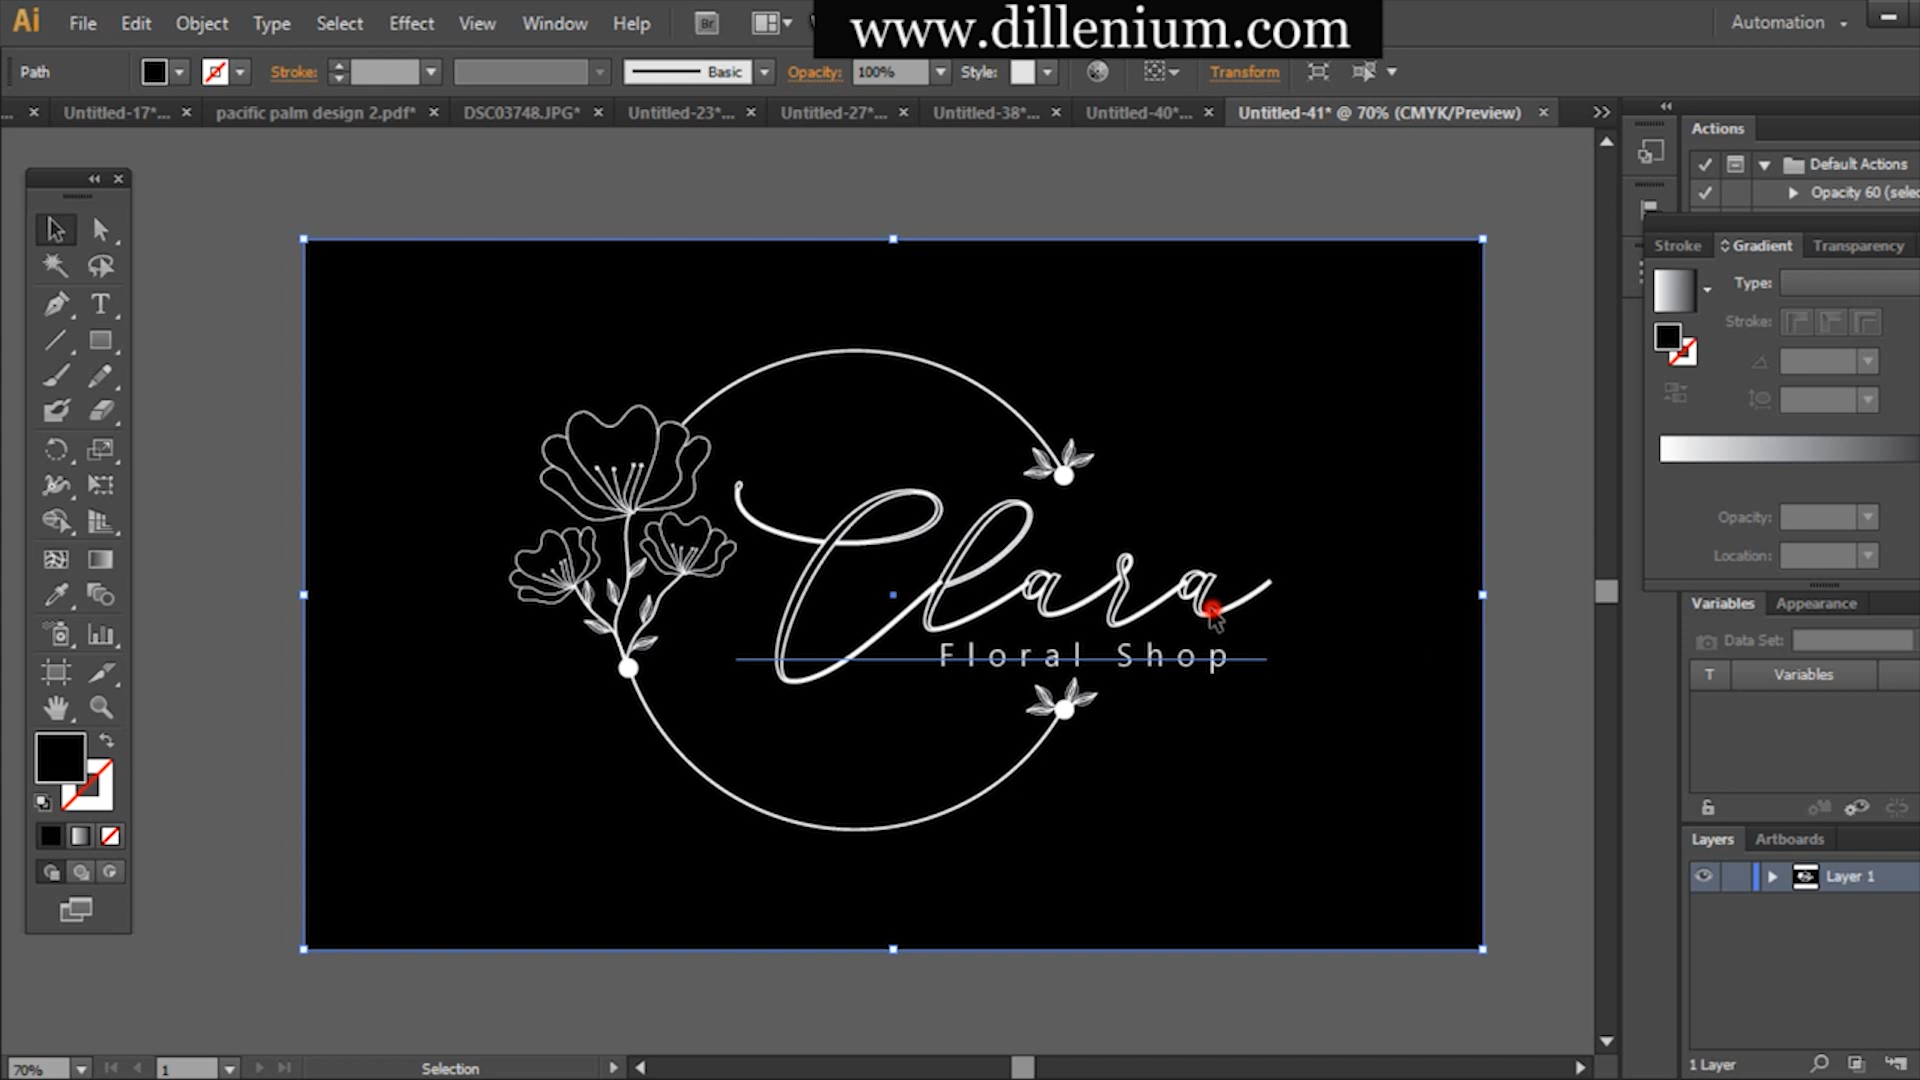 www.dillenium.com
Ai File Edit Object Type Select Effect View Window Help Br Automation
Path Stroke: Basic Opacity: 100% Style: Transform
... Untitled-17*... pacific palm design 2.pdf* DSC03748.JPG* Untitled-23*... Untitled-27*... Untitled-38*... Untitled-40*... Untitled-41* @ 70% (CMYK/Preview)
Actions
Default Actions
Opacity 60 (selec
Stroke Gradient Transparency
Type:
Stroke:
Opacity:
Location:
Clara
Floral Shop
Variables Appearance
Data Set:
T Variables
Layers Artboards
Layer 1
1 Layer
70% 1 Selection